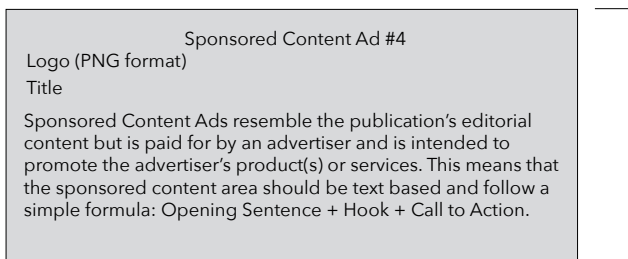 Sponsored Content Ad #4
Logo (PNG format)
Title
Sponsored Content Ads resemble the publication’s editorial
content but is paid for by an advertiser and is intended to
promote the advertiser’s product(s) or services. This means that
the sponsored content area should be text based and follow a
simple formula: Opening Sentence + Hook + Call to Action.